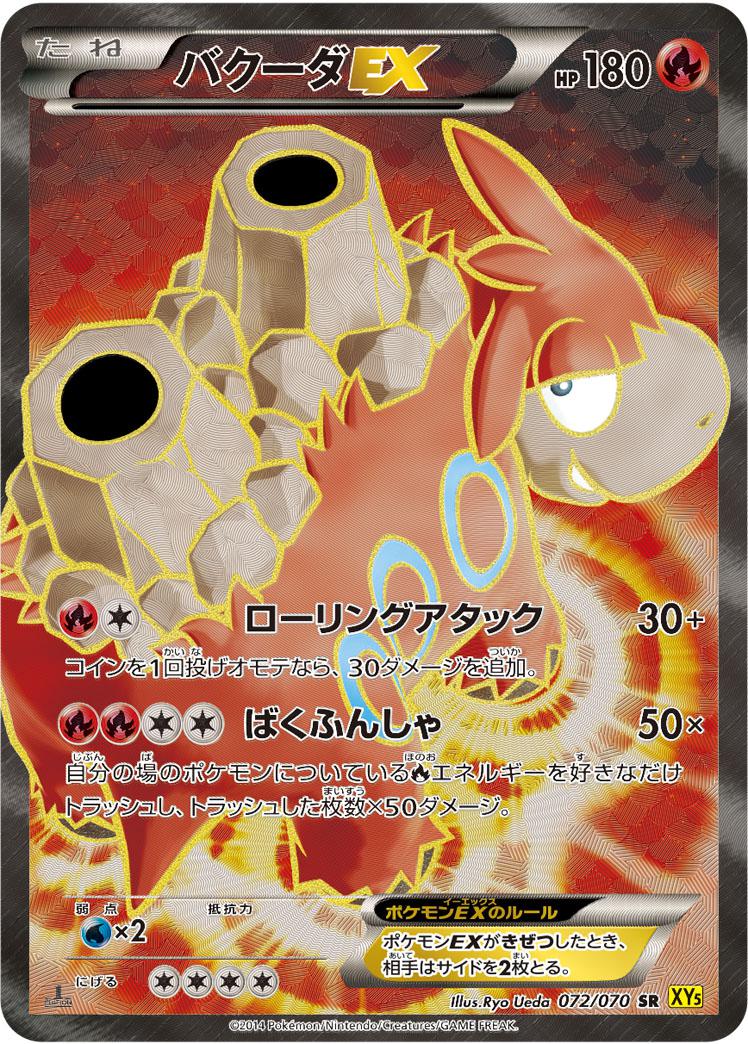 たね
バクーダEX
HP180
ローリングアタック 30+
コインを1回投げオモテなら、30ダメージを追加。
ばくふんしゃ 50×
自分の場のポケモンについているエネルギーを好きなだけ
トラッシュし、トラッシュした枚数×50ダメージ。
弱点 抵抗力
×2
にげる
ポケモンEXのルール
ポケモンEXがきぜつしたとき、
相手はサイドを2枚とる。
Illus.Ryo Ueda 072/070 SR XY5
©2014 Pokémon/Nintendo/Creatures/GAME FREAK.